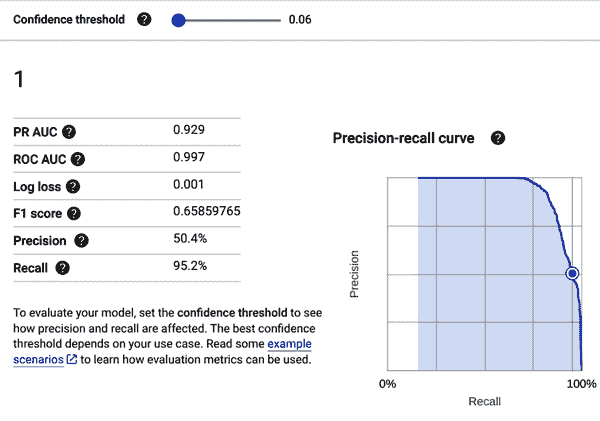 Confidence threshold ? 0.06
1
PR AUC ? 0.929
ROC AUC ? 0.997
Log loss ? 0.001
F1 score ? 0.65859765
Precision ? 50.4%
Recall ? 95.2%
To evaluate your model, set the confidence threshold to see
how precision and recall are affected. The best confidence
threshold depends on your use case. Read some example
scenarios to learn how evaluation metrics can be used.
Precision-recall curve ?
Precision
0% 100%
Recall